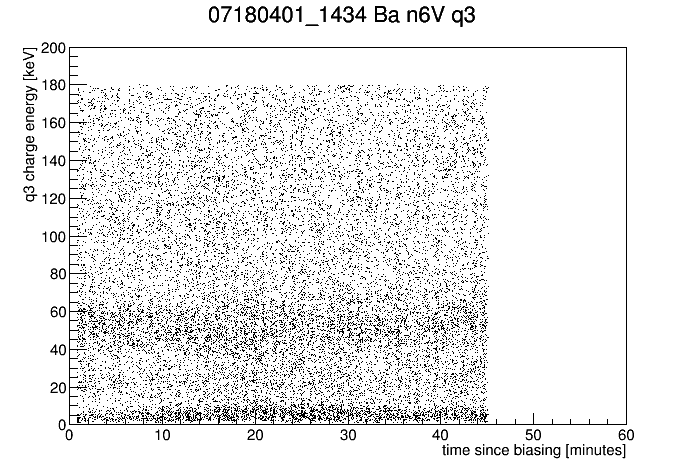 07180401_1434 Ba n6V q3
q3 charge energy [keV]
200
180
160
140
120
100
80
60
40
20
0
0 10 20 30 40 50 60
time since biasing [minutes]